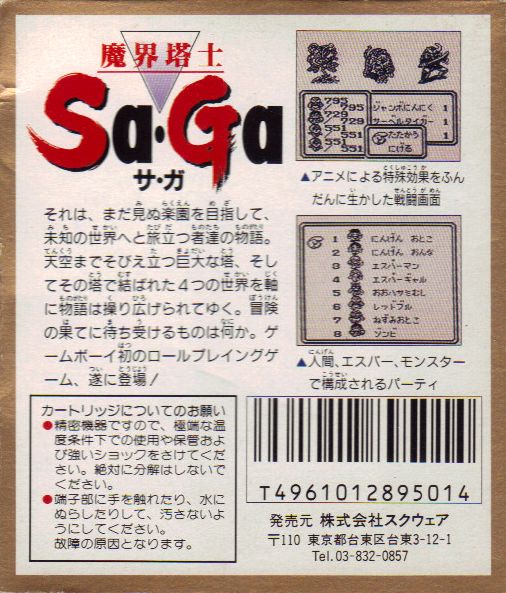 魔界塔士
Sa・Ga
サ・ガ
それは、まだ見ぬ楽園を目指して、
未知の世界へと旅立つ者達の物語。
天空までそびえ立つ巨大な塔、そし
てその塔で結ばれた4つの世界を軸
に物語は操り広げられてゆく。冒険
の果てに待ち受けるものは何か。ゲ
ームボーイ初のロールプレイングゲ
ーム、遂に登場!
795/795
729/729
551/551
551/551
ジャンボにんにく 1
サーベルタイガー 1
たたかう
にげる
▲アニメによる特殊効果をふん
だんに生かした戦闘画面
1 にんげん おとこ
2 にんげん おんな
3 エスパーマン
4 エスパーギャル
5 おおハサミむし
6 レッドブル
7 ねずみおとこ
8 ゾンビ
▲人間、エスパー、モンスター
で構成されるパーティ
カートリッジについてのお願い
●精密機器ですので、極端な温
度条件下での使用や保管およ
び強いショックをさけてくだ
さい。絶対に分解はしないで
ください。
●端子部に手を触れたり、水に
ぬらしたりして、汚さないよ
うにしてください。
故障の原因となります。
T4961012895014
発売元 株式会社スクウェア
〒110 東京都台東区台東3-12-1
Tel.03-832-0857